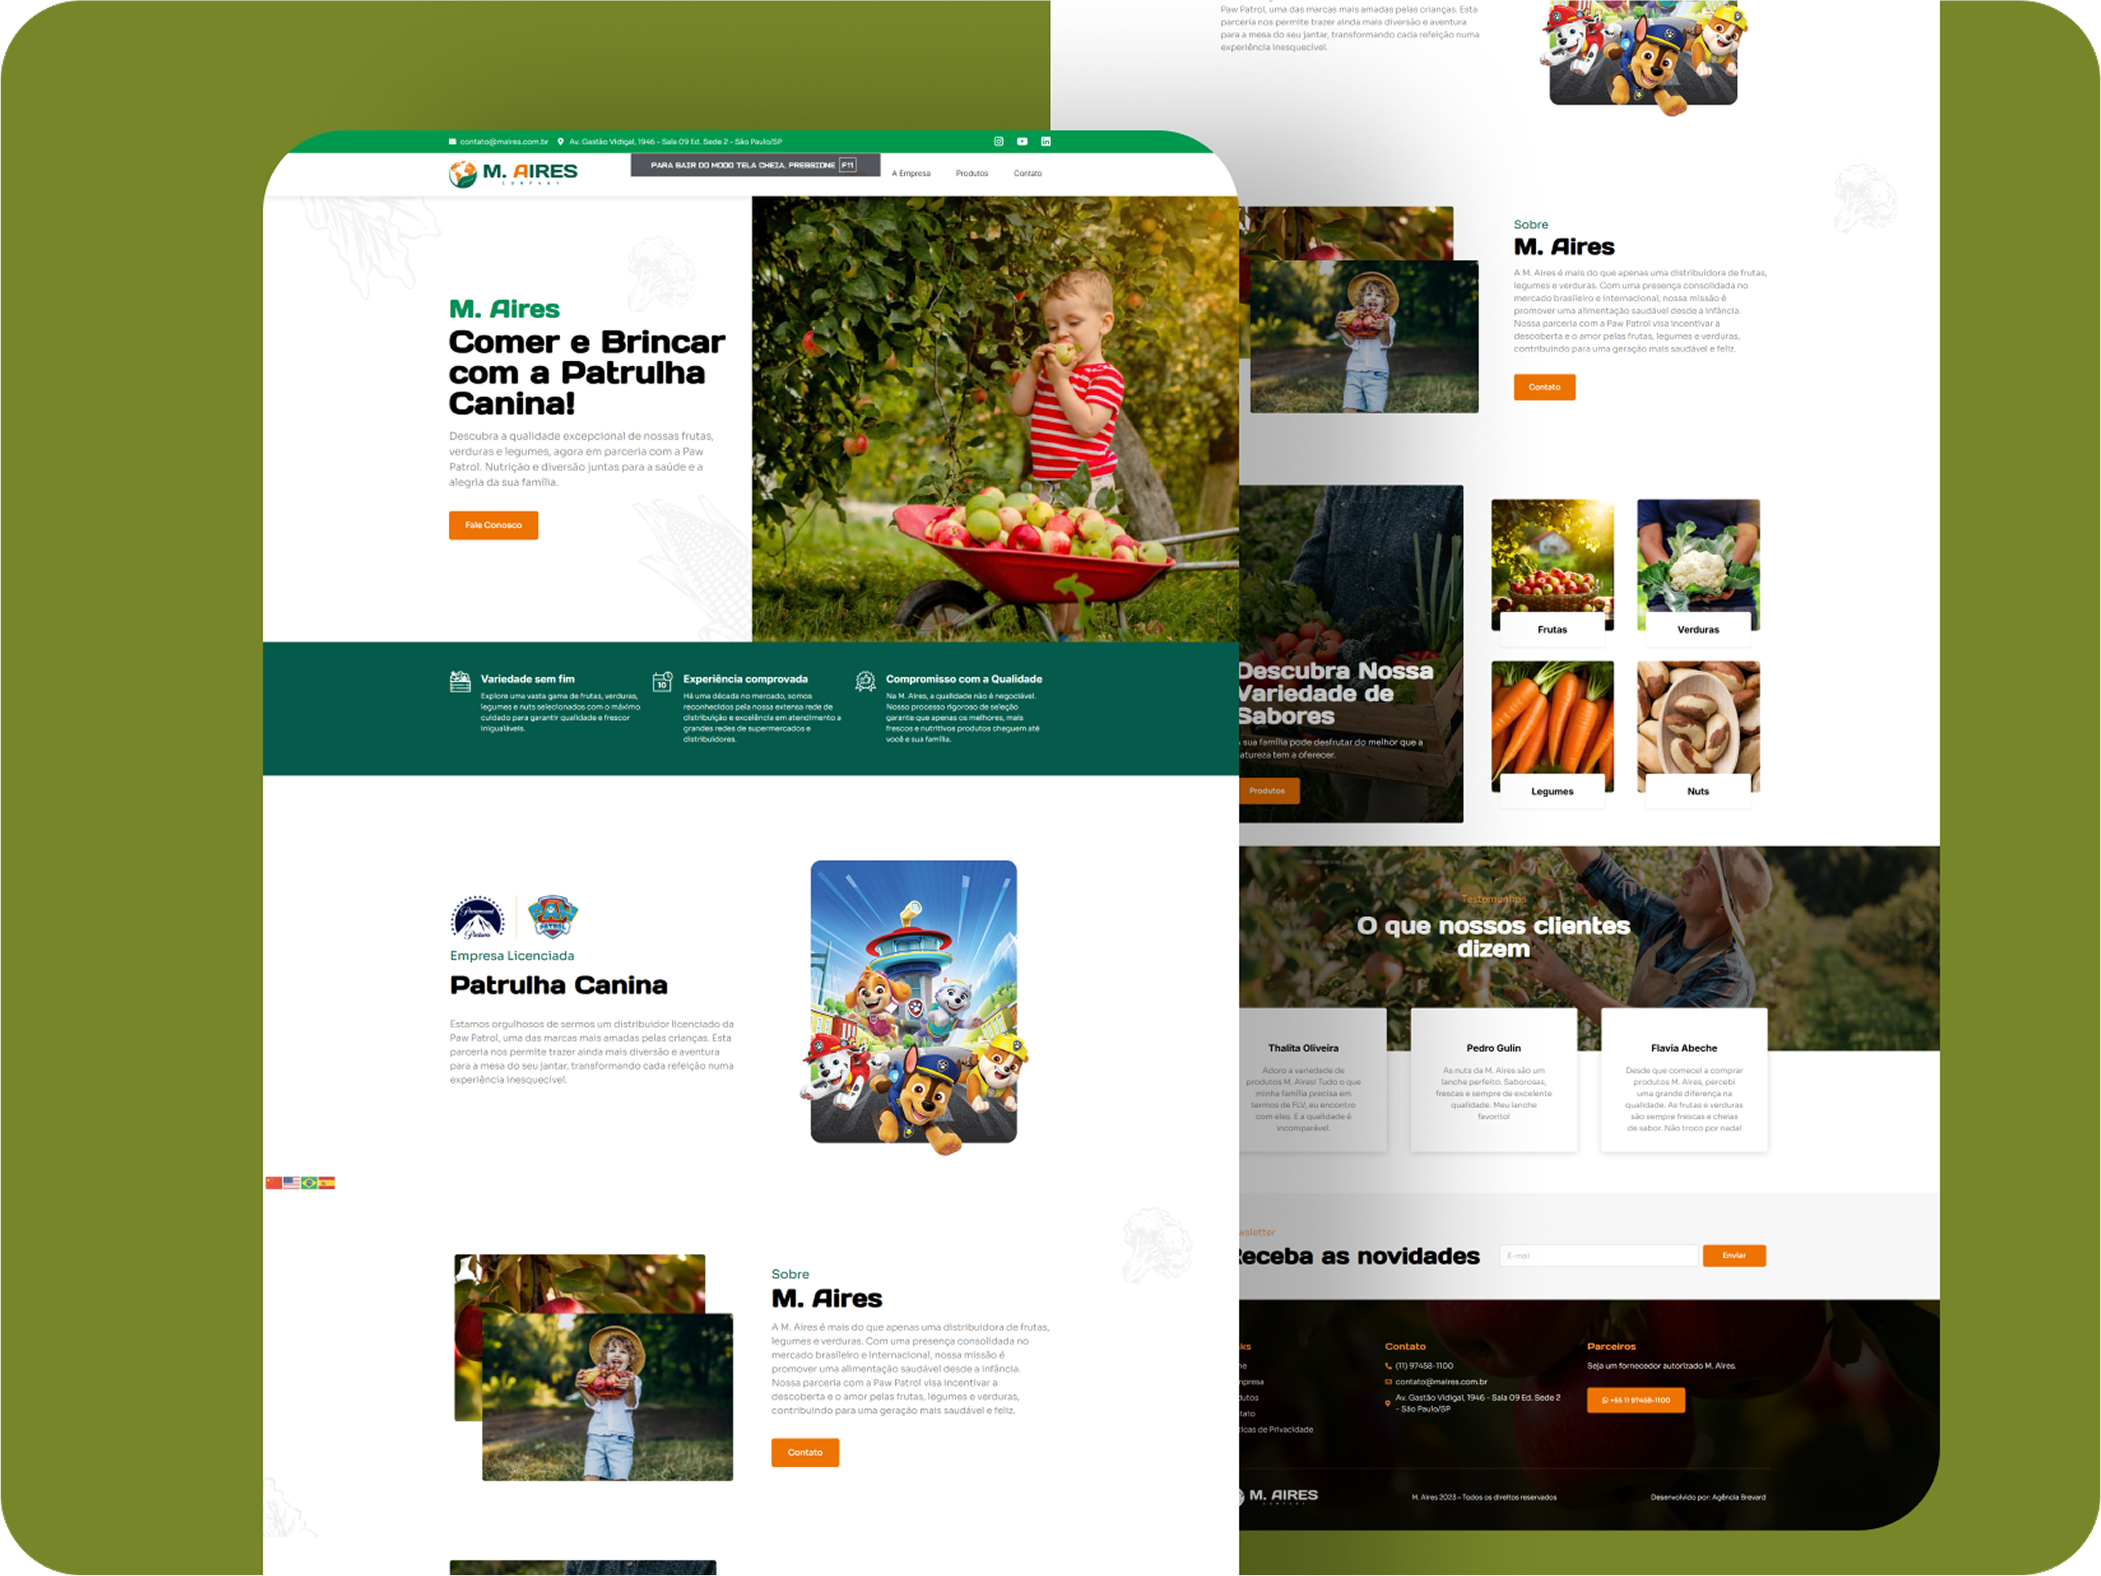 contato@maires.com.br
Av. Gastão Vidigal, 1946 - Sala 09 Ed. Sede 2 - São Paulo/SP
M. AIRES
COMPANY
PARA SAIR DO MODO TELA CHEIA, PRESSIONE F11
A Empresa
Produtos
Contato
M. Aires
Comer e Brincar
com a Patrulha
Canina!
Descubra a qualidade excepcional de nossas frutas,
verduras e legumes, agora em parceria com a Paw
Patrol. Nutrição e diversão juntas para a saúde e a
alegria da sua família.
Fale Conosco
Variedade sem fim
Explore uma vasta gama de frutas, verduras,
legumes e nuts selecionados com o máximo
cuidado para garantir qualidade e frescor
inigualáveis.
10
Experiência comprovada
Há uma década no mercado, somos
reconhecidos pela nossa extensa rede de
distribuição e excelência em atendimento a
grandes redes de supermercados e
distribuidores.
Compromisso com a Qualidade
Na M. Aires, a qualidade não é negociável.
Nosso processo rigoroso de seleção
garante que apenas os melhores, mais
frescos e nutritivos produtos cheguem até
você e sua família.
Paramount
Pictures
PAW
PATROL
Empresa Licenciada
Patrulha Canina
Estamos orgulhosos de sermos um distribuidor licenciado da
Paw Patrol, uma das marcas mais amadas pelas crianças. Esta
parceria nos permite trazer ainda mais diversão e aventura
para a mesa do seu jantar, transformando cada refeição numa
experiência inesquecível.
Sobre
M. Aires
A M. Aires é mais do que apenas uma distribuidora de frutas,
legumes e verduras. Com uma presença consolidada no
mercado brasileiro e internacional, nossa missão é
promover uma alimentação saudável desde a infância.
Nossa parceria com a Paw Patrol visa incentivar a
descoberta e o amor pelas frutas, legumes e verduras,
contribuindo para uma geração mais saudável e feliz.
Contato
Paw Patrol, uma das marcas mais amadas pelas crianças. Esta
parceria nos permite trazer ainda mais diversão e aventura
para a mesa do seu jantar, transformando cada refeição numa
experiência inesquecível.
Sobre
M. Aires
A M. Aires é mais do que apenas uma distribuidora de frutas,
legumes e verduras. Com uma presença consolidada no
mercado brasileiro e internacional, nossa missão é
promover uma alimentação saudável desde a infância.
Nossa parceria com a Paw Patrol visa incentivar a
descoberta e o amor pelas frutas, legumes e verduras,
contribuindo para uma geração mais saudável e feliz.
Contato
Descubra Nossa
Variedade de
Sabores
sua família pode desfrutar do melhor que a
atureza tem a oferecer.
Produtos
Frutas
Verduras
Legumes
Nuts
Testemunhos
O que nossos clientes
dizem
Thalita Oliveira
Adoro a variedade de
produtos M. Aires! Tudo o que
minha família precisa em
termos de FLV, eu encontro
com eles. E a qualidade é
incomparável.
Pedro Gulin
As nuts da M. Aires são um
lanche perfeito. Saborosas,
frescas e sempre de excelente
qualidade. Meu lanche
favorito!
Flavia Abeche
Desde que comecei a comprar
produtos M. Aires, percebi
uma grande diferença na
qualidade. As frutas e verduras
são sempre frescas e cheias
de sabor. Não troco por nada!
wsletter
Receba as novidades
E-mail
Enviar
ks
me
mpresa
dutos
tato
ticas de Privacidade
Contato
(11) 97458-1100
contato@maires.com.br
Av. Gastão Vidigal, 1946 - Sala 09 Ed. Sede 2
- São Paulo/SP
Parceiros
Seja um fornecedor autorizado M. Aires.
+55 11 97458-1100
M. AIRES
COMPANY
M. Aires 2023 – Todos os direitos reservados
Desenvolvido por: Agência Brevard